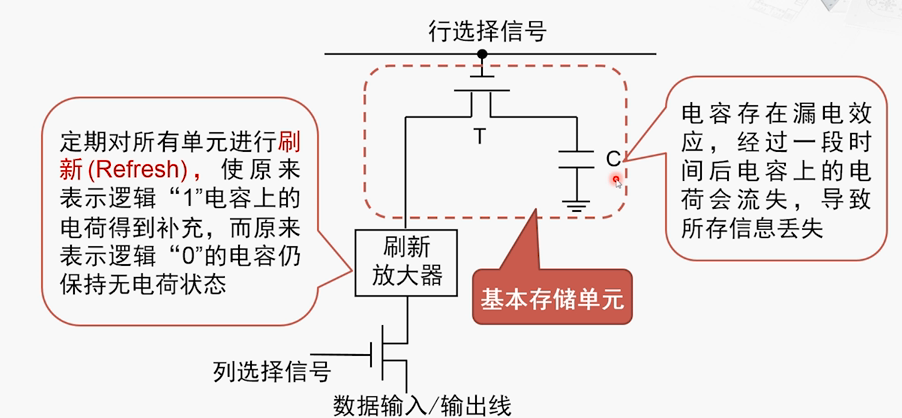 行选择信号
定期对所有单元进行刷
新(Refresh)，使原来
表示逻辑“1”电容上的
电荷得到补充，而原来
表示逻辑“0”的电容仍
保持无电荷状态
T
C
电容存在漏电效
应，经过一段时
间后电容上的电
荷会流失，导致
所存信息丢失
刷新
放大器
基本存储单元
列选择信号
数据输入/输出线